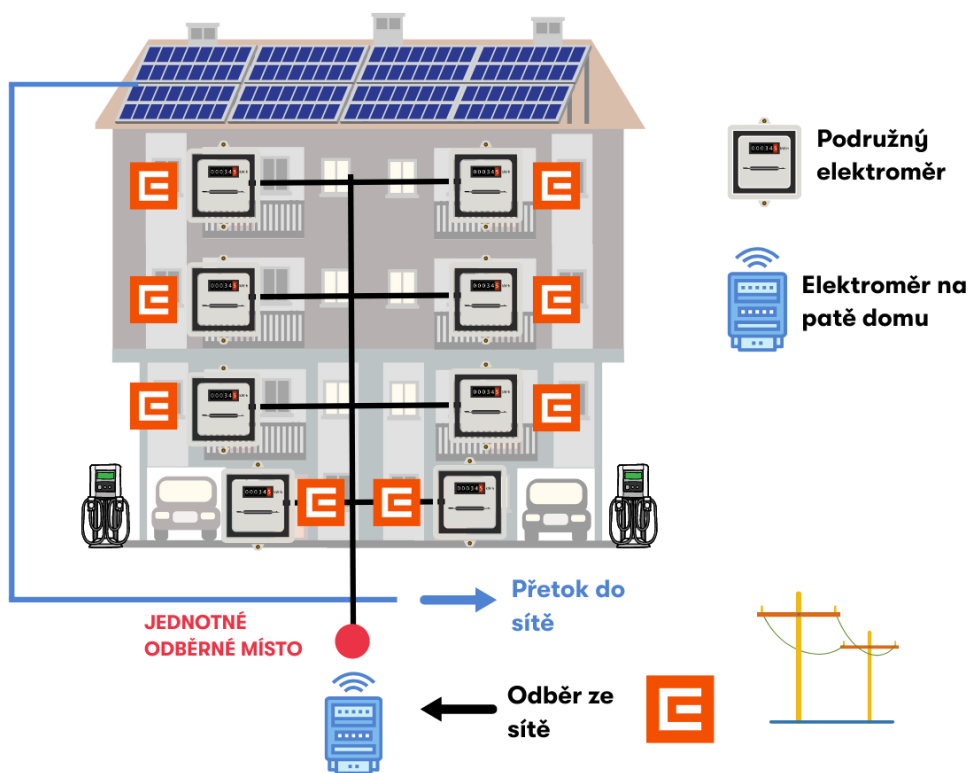 Podružný
elektroměr
Elektroměr na
patě domu
Přetok do
sítě
JEDNOTNÉ
ODBĚRNÉ MÍSTO
Odběr ze
sítě